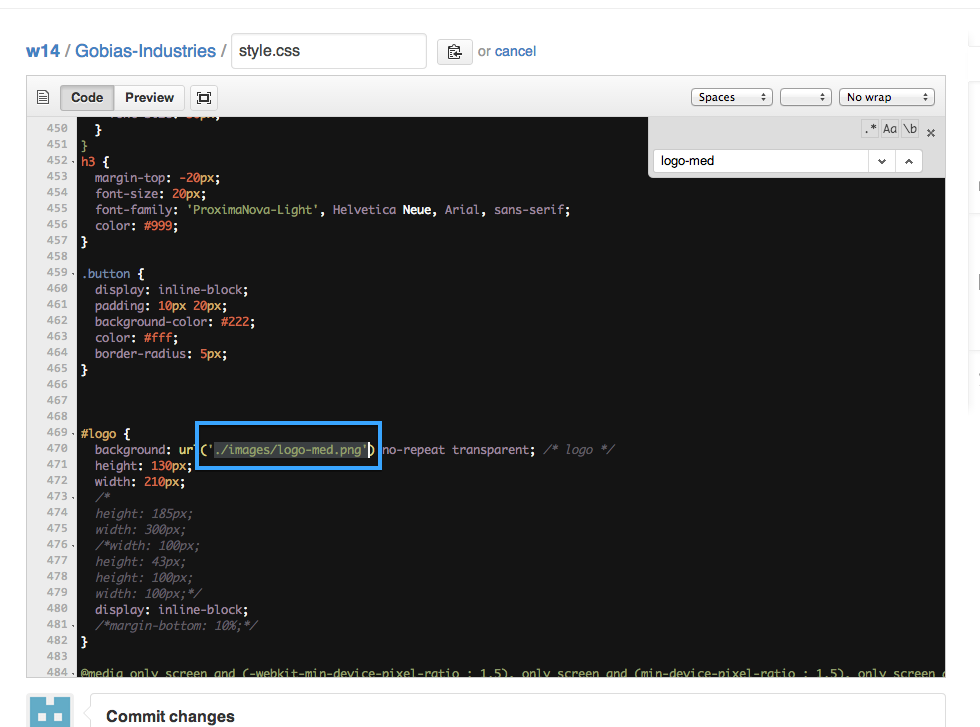 w14 / Gobias-Industries / style.css or cancel
Code Preview Spaces No wrap
.* Aa \b x
logo-med
450 }
451 }
452 h3 {
453 margin-top: -20px;
454 font-size: 20px;
455 font-family: 'ProximaNova-Light', Helvetica Neue, Arial, sans-serif;
456 color: #999;
457 }
458
459 .button {
460 display: inline-block;
461 padding: 10px 20px;
462 background-color: #222;
463 color: #fff;
464 border-radius: 5px;
465 }
466
467
468
469 #logo {
470 background: url('./images/logo-med.png') no-repeat transparent; /* logo */
471 height: 130px;
472 width: 210px;
473 /*
474 height: 185px;
475 width: 300px;
476 /*width: 100px;
477 height: 43px;
478 height: 100px;
479 width: 100px;*/
480 display: inline-block;
481 /*margin-bottom: 10%;*/
482 }
483
484 @media only screen and (-webkit-min-device-pixel-ratio : 1.5), only screen and (min-device-pixel-ratio : 1.5), only screen
Commit changes